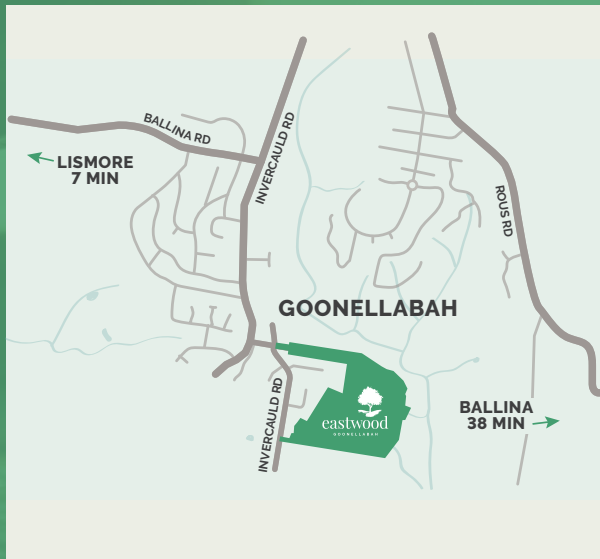 BALLINA RD
INVERCAULD RD
LISMORE
7 MIN
ROUS RD
GOONELLABAH
INVERCAULD RD
eastwood
GOONELLABAH
BALLINA
38 MIN